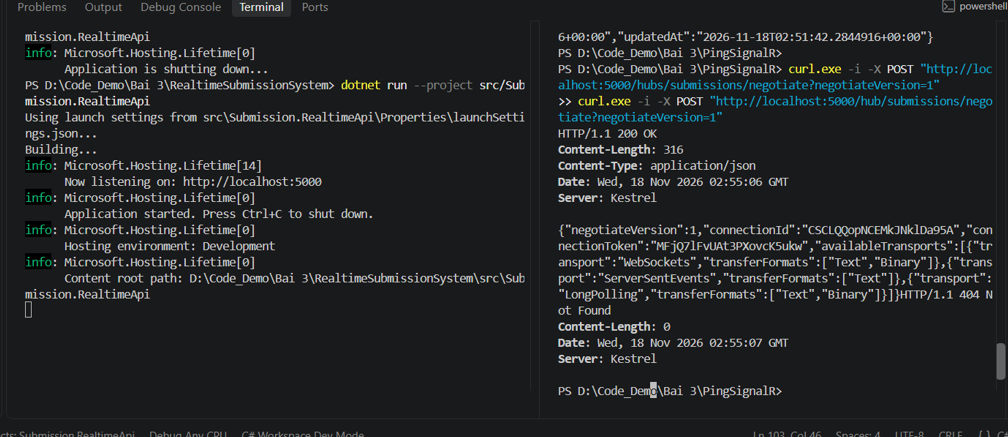 Problems Output Debug Console Terminal Ports
powershell
mission.RealtimeApi
info: Microsoft.Hosting.Lifetime[0]
Application is shutting down...
PS D:\Code_Demo\Bai 3\RealtimeSubmissionSystem> dotnet run --project src/Sub
mission.RealtimeApi
Using launch settings from src\Submission.RealtimeApi\Properties\launchSetti
ngs.json...
Building...
info: Microsoft.Hosting.Lifetime[14]
Now listening on: http://localhost:5000
info: Microsoft.Hosting.Lifetime[0]
Application started. Press Ctrl+C to shut down.
info: Microsoft.Hosting.Lifetime[0]
Hosting environment: Development
info: Microsoft.Hosting.Lifetime[0]
Content root path: D:\Code_Demo\Bai 3\RealtimeSubmissionSystem\src\Sub
mission.RealtimeApi
6+00:00","updatedAt":"2026-11-18T02:51:42.2844916+00:00"}
PS D:\Code_Demo\Bai 3\PingSignalR>
PS D:\Code_Demo\Bai 3\PingSignalR> curl.exe -i -X POST "http://loc
alhost:5000/hubs/submissions/negotiate?negotiateVersion=1"
>> curl.exe -i -X POST "http://localhost:5000/hub/submissions/nego
tiate?negotiateVersion=1"
HTTP/1.1 200 OK
Content-Length: 316
Content-Type: application/json
Date: Wed, 18 Nov 2026 02:55:06 GMT
Server: Kestrel
{"negotiateVersion":1,"connectionId":"CSCLQQopNCEMkJNklDa95A","con
nectionToken":"MFjQ7lFvUAt3PXovcK5ukw","availableTransports":[{"tr
ansport":"WebSockets","transferFormats":["Text","Binary"]},{"trans
port":"ServerSentEvents","transferFormats":["Text"]},{"transport":
"LongPolling","transferFormats":["Text","Binary"]}]}HTTP/1.1 404 N
ot Found
Content-Length: 0
Date: Wed, 18 Nov 2026 02:55:07 GMT
Server: Kestrel
PS D:\Code_Demo\Bai 3\PingSignalR>
cts: Submission.RealtimeApi Debug Any CPU C# Workspace Dev Mode Ln 103, Col 46 Spaces: 4 UTF-8 CRLF